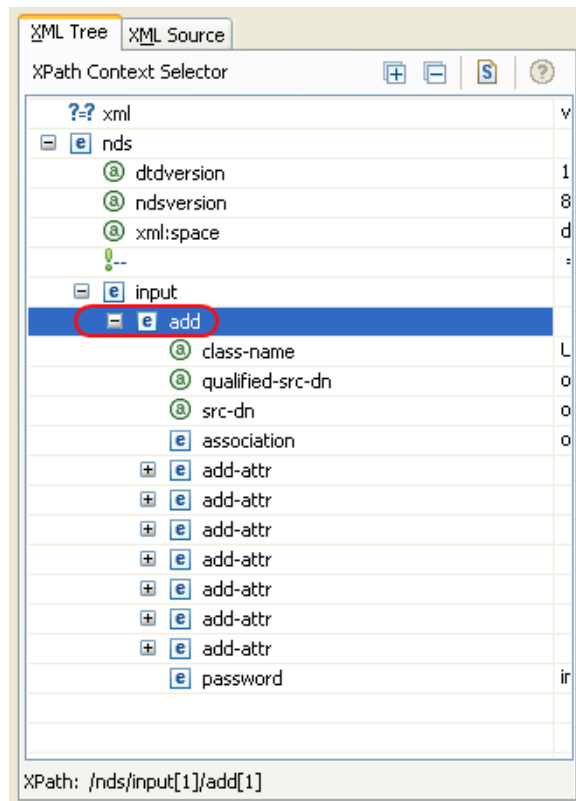 XML Tree XML Source
XPath Context Selector
?=? xml v
nds
dtdversion 1
ndsversion 8
xml:space d
!--
input
add
class-name L
qualified-src-dn o
src-dn o
association o
add-attr
add-attr
add-attr
add-attr
add-attr
add-attr
add-attr
password ir
XPath: /nds/input[1]/add[1]